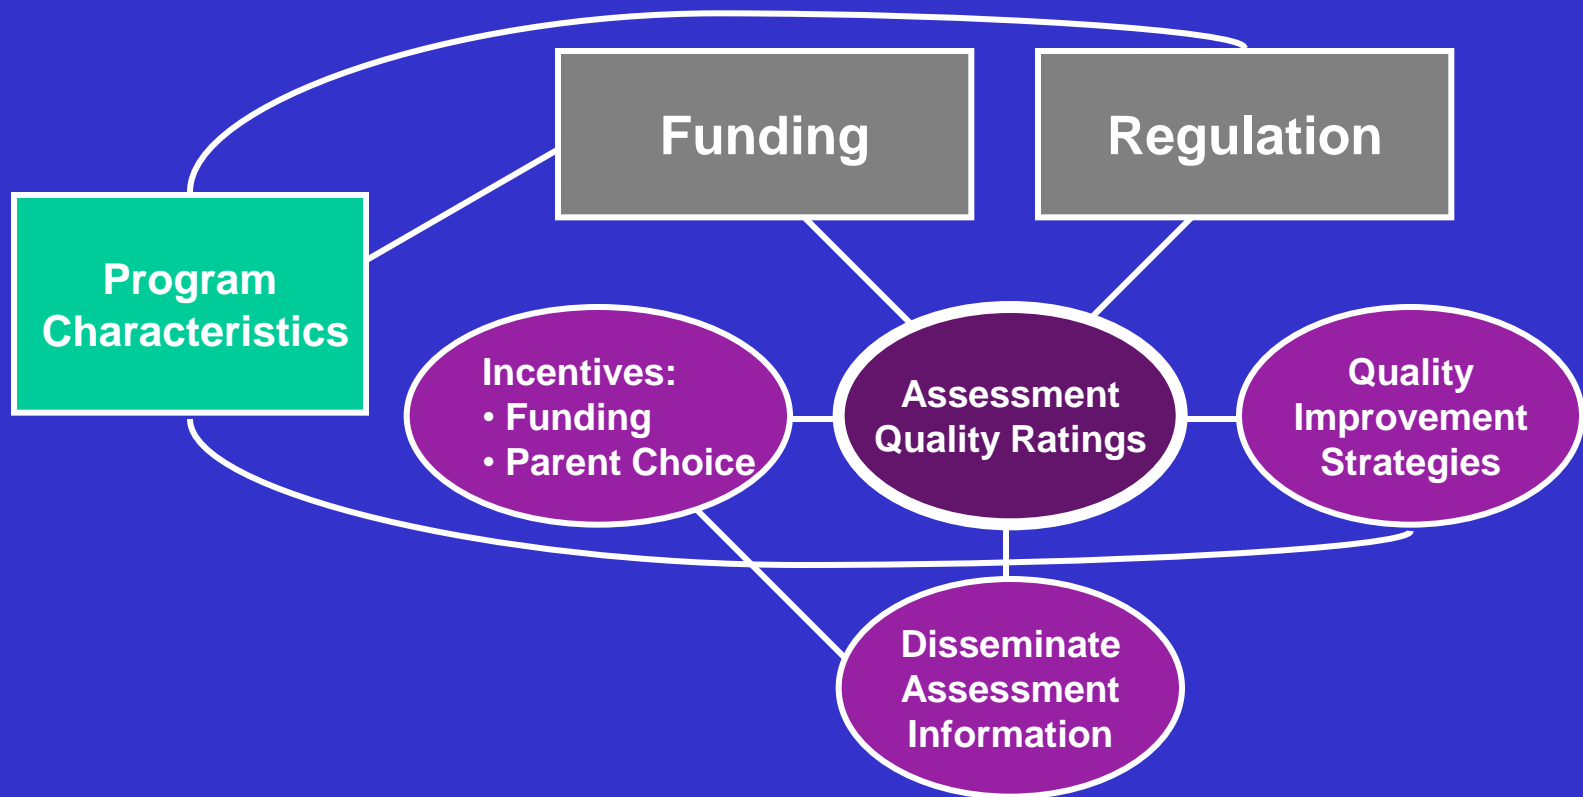 Funding
Regulation
Program
Characteristics
Incentives:
• Funding
• Parent Choice
Assessment
Quality Ratings
Quality
Improvement
Strategies
Disseminate
Assessment
Information